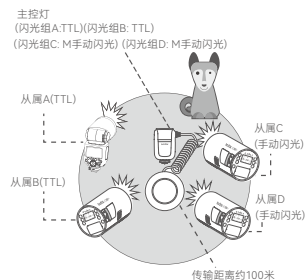 主控灯
(闪光组A:TTL)(闪光组B: TTL)
(闪光组C: M手动闪光) (闪光组D: M手动闪光)
从属A(TTL)
从属C
(手动闪光)
从属B(TTL)
从属D
(手动闪光)
传输距离约100米